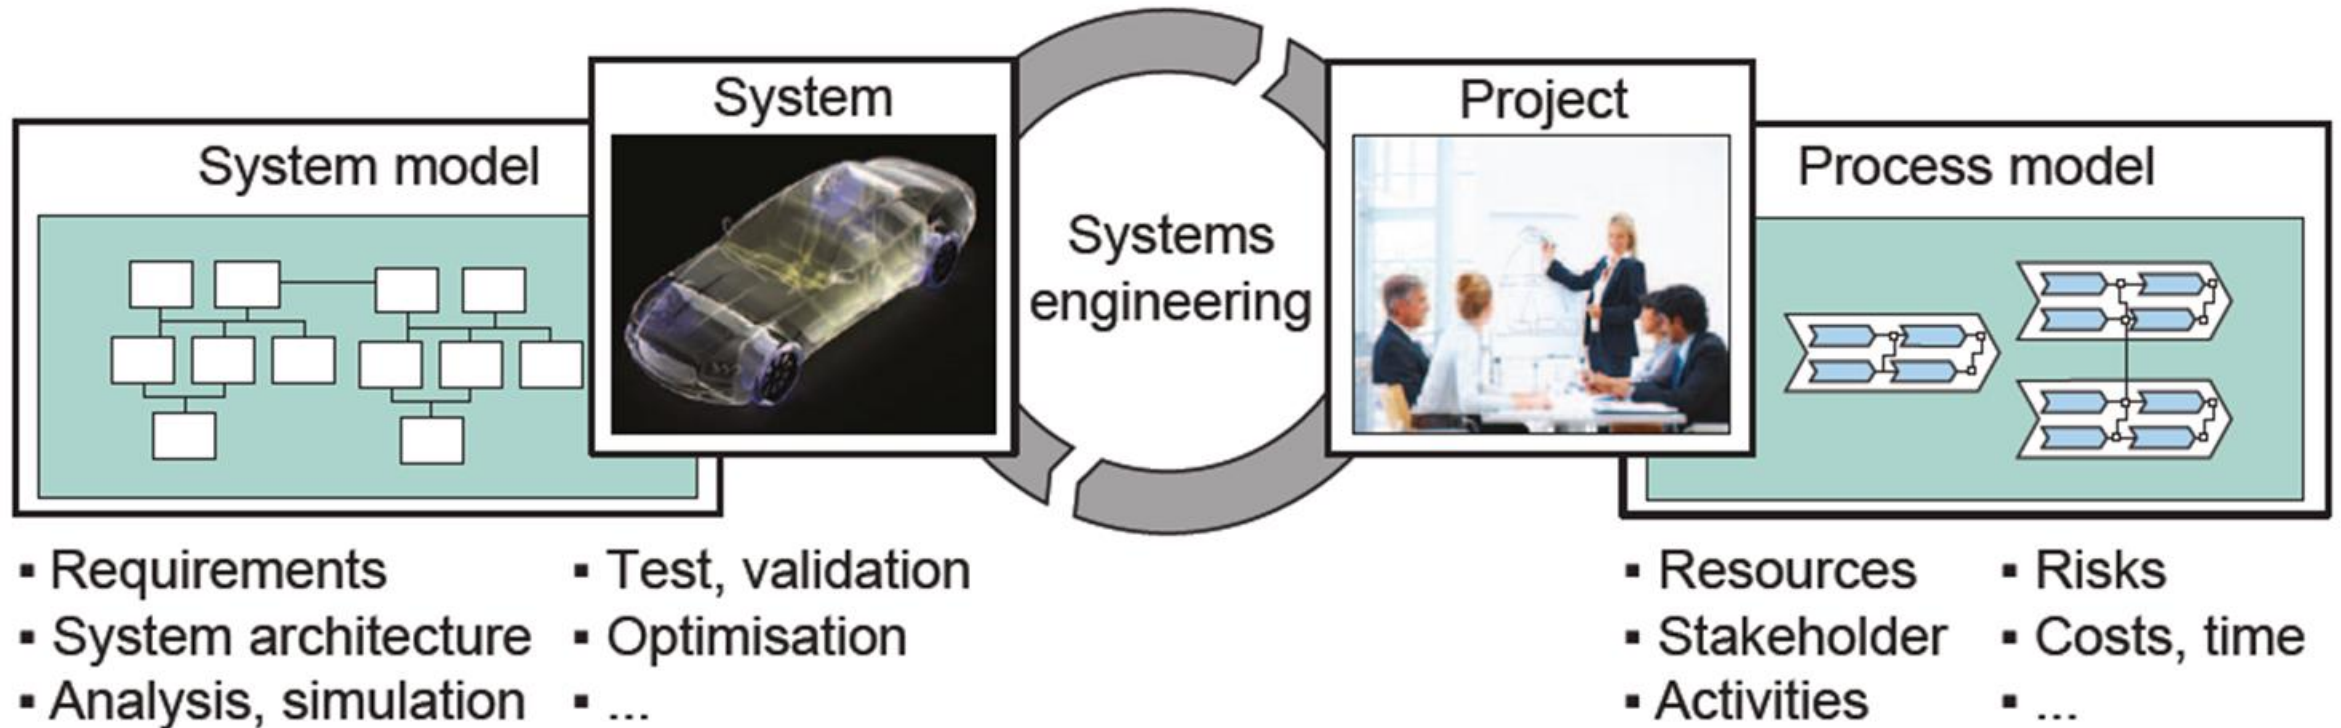 System
Project
System model
Process model
Systems
engineering
▪ Requirements
▪ System architecture
▪ Analysis, simulation
▪ Test, validation
▪ Optimisation
▪ ...
▪ Resources
▪ Stakeholder
▪ Activities
▪ Risks
▪ Costs, time
▪ ...